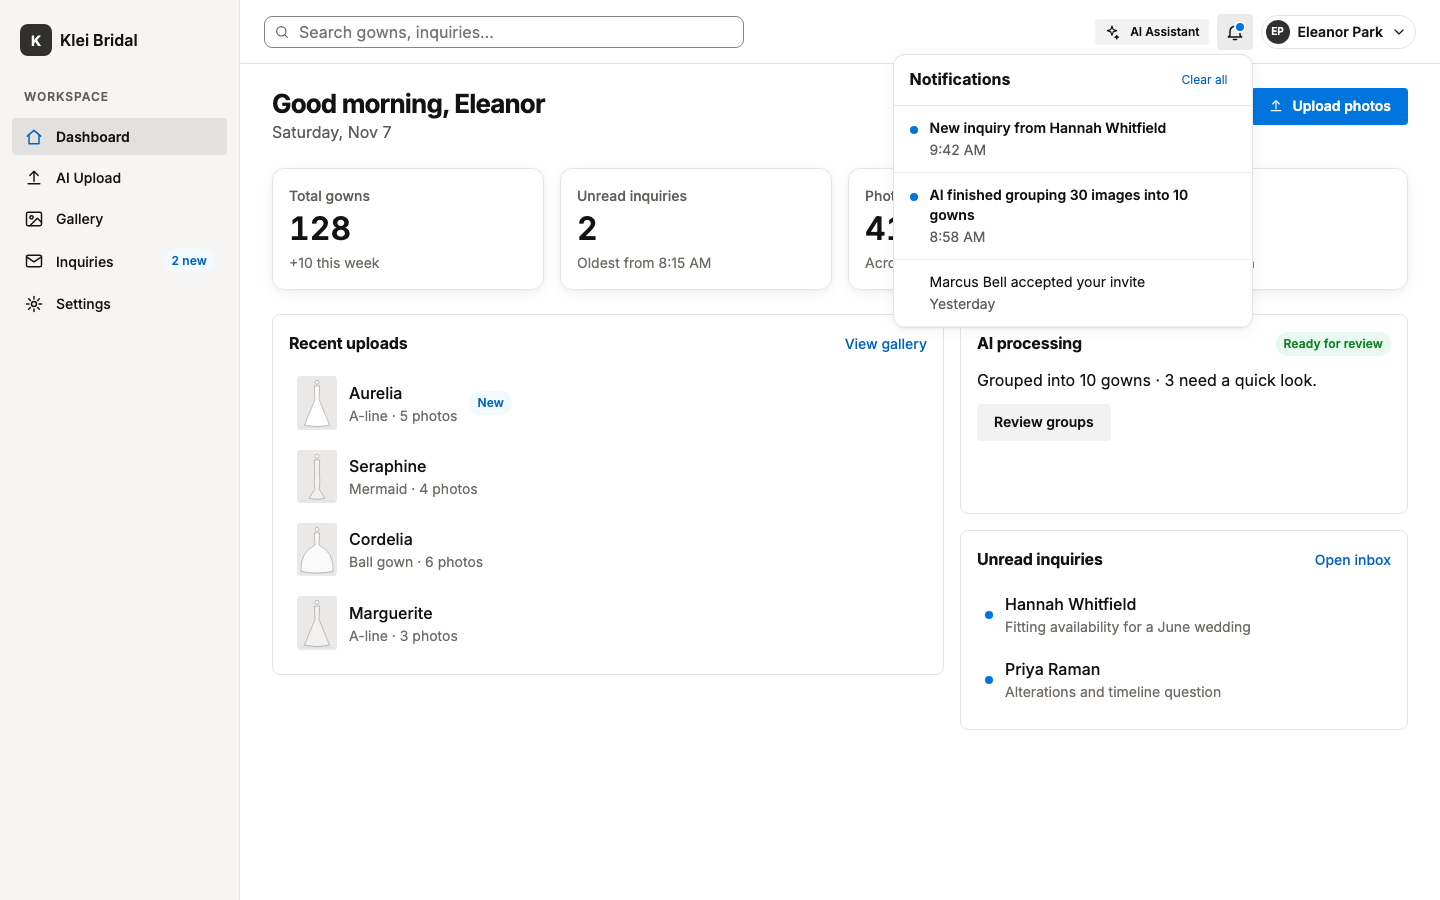 K Klei Bridal
WORKSPACE
Dashboard
AI Upload
Gallery
Inquiries 2 new
Settings
Search gowns, inquiries...
AI Assistant
EP Eleanor Park
Good morning, Eleanor
Saturday, Nov 7
Upload photos
Notifications Clear all
New inquiry from Hannah Whitfield
9:42 AM
AI finished grouping 30 images into 10
gowns
8:58 AM
Marcus Bell accepted your invite
Yesterday
Total gowns
128
+10 this week
Unread inquiries
2
Oldest from 8:15 AM
Recent uploads View gallery
Aurelia
A-line · 5 photos
New
Seraphine
Mermaid · 4 photos
Cordelia
Ball gown · 6 photos
Marguerite
A-line · 3 photos
AI processing Ready for review
Grouped into 10 gowns · 3 need a quick look.
Review groups
Unread inquiries Open inbox
Hannah Whitfield
Fitting availability for a June wedding
Priya Raman
Alterations and timeline question